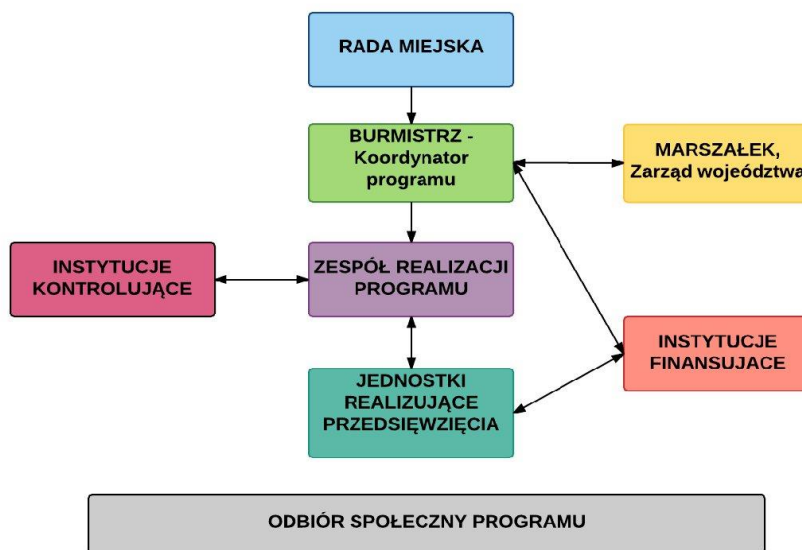 RADA MIEJSKA
BURMISTRZ -
Koordynator
programu
MARSZAŁEK,
Zarząd wojeództwa
INSTYTUCJE
KONTROLUJĄCE
ZESPÓŁ REALIZACJI
PROGRAMU
INSTYTUCJE
FINANSUJACE
JEDNOSTKI
REALIZUJĄCE
PRZEDSIĘWZIĘCIA
ODBIÓR SPOŁECZNY PROGRAMU